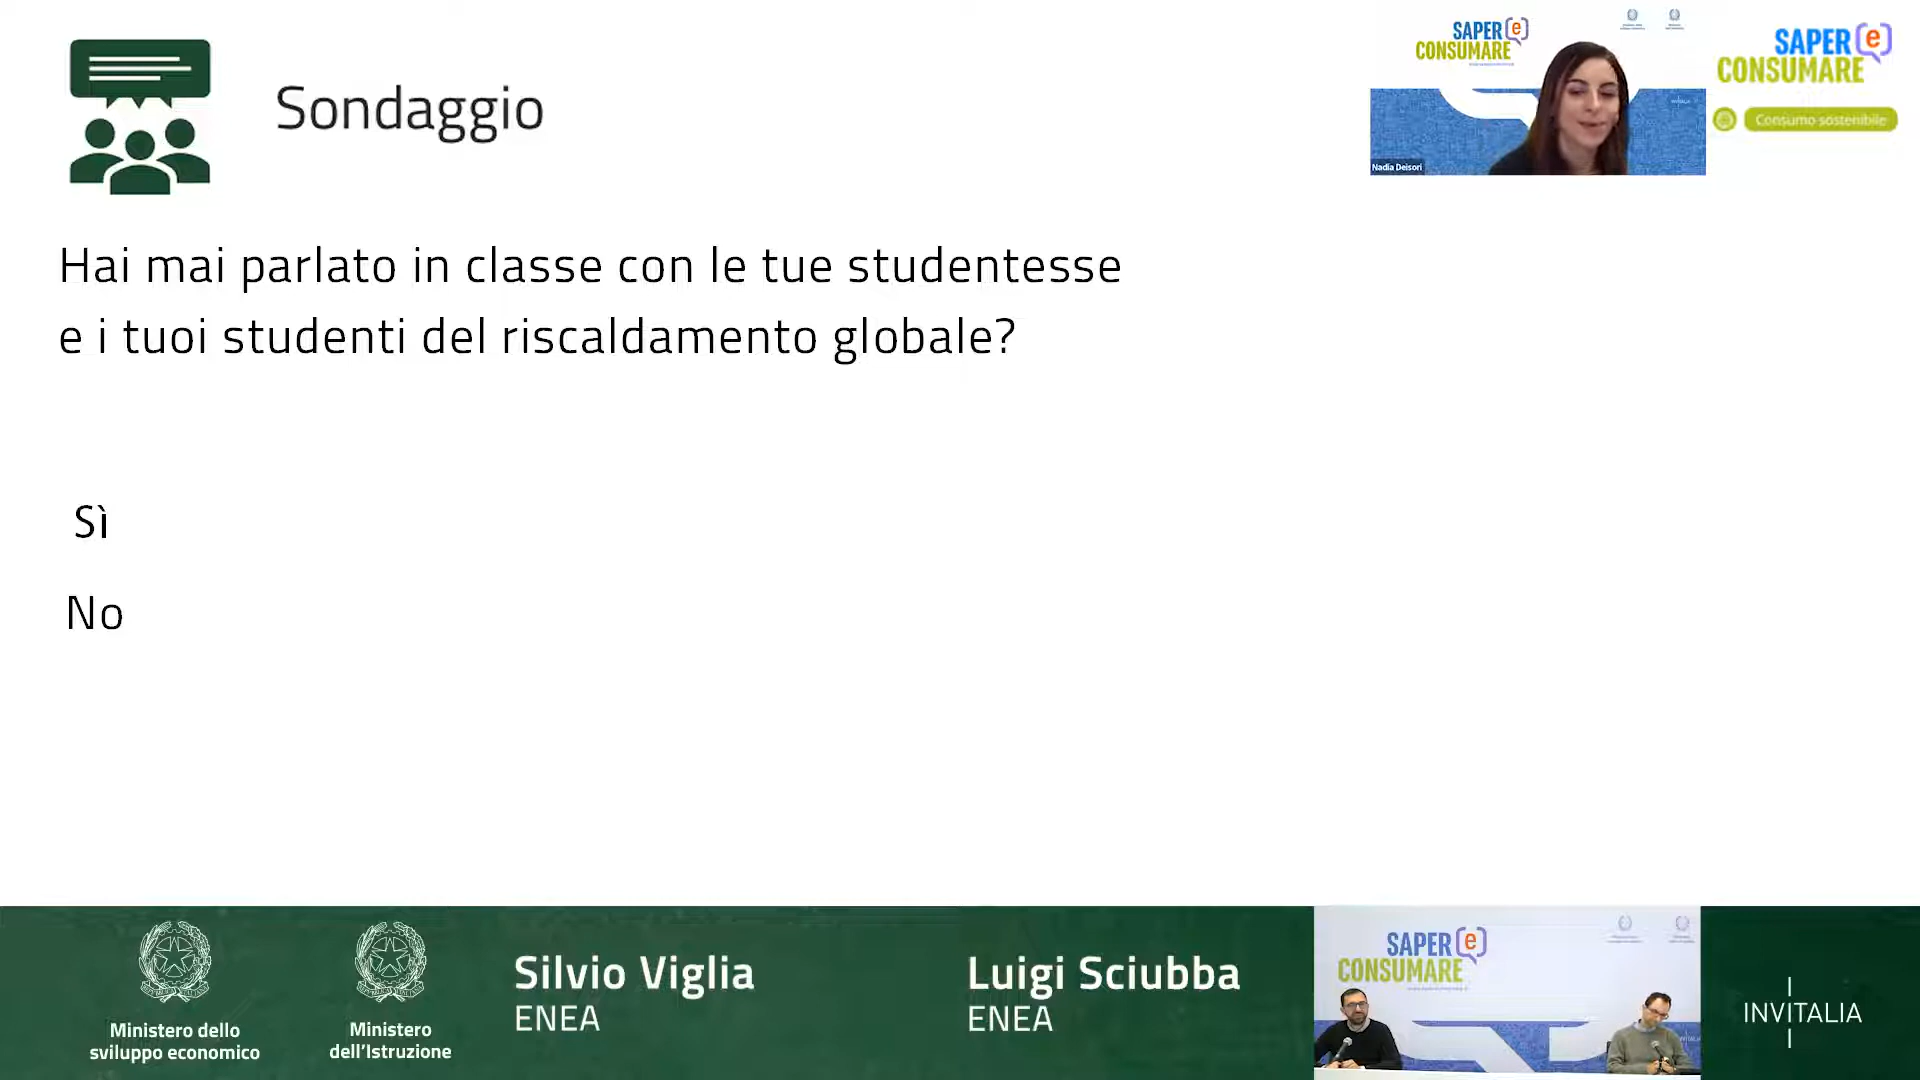 Sondaggio
SAPER(e)
CONSUMARE
Nadia Deisori
SAPER(e)
CONSUMARE
Consumo sostenibile
Hai mai parlato in classe con le tue studentesse
e i tuoi studenti del riscaldamento globale?
Sì
No
Ministero dello
sviluppo economico
Ministero
dell'Istruzione
Silvio Viglia
ENEA
Luigi Sciubba
ENEA
SAPER(e)
CONSUMARE
INVITALIA